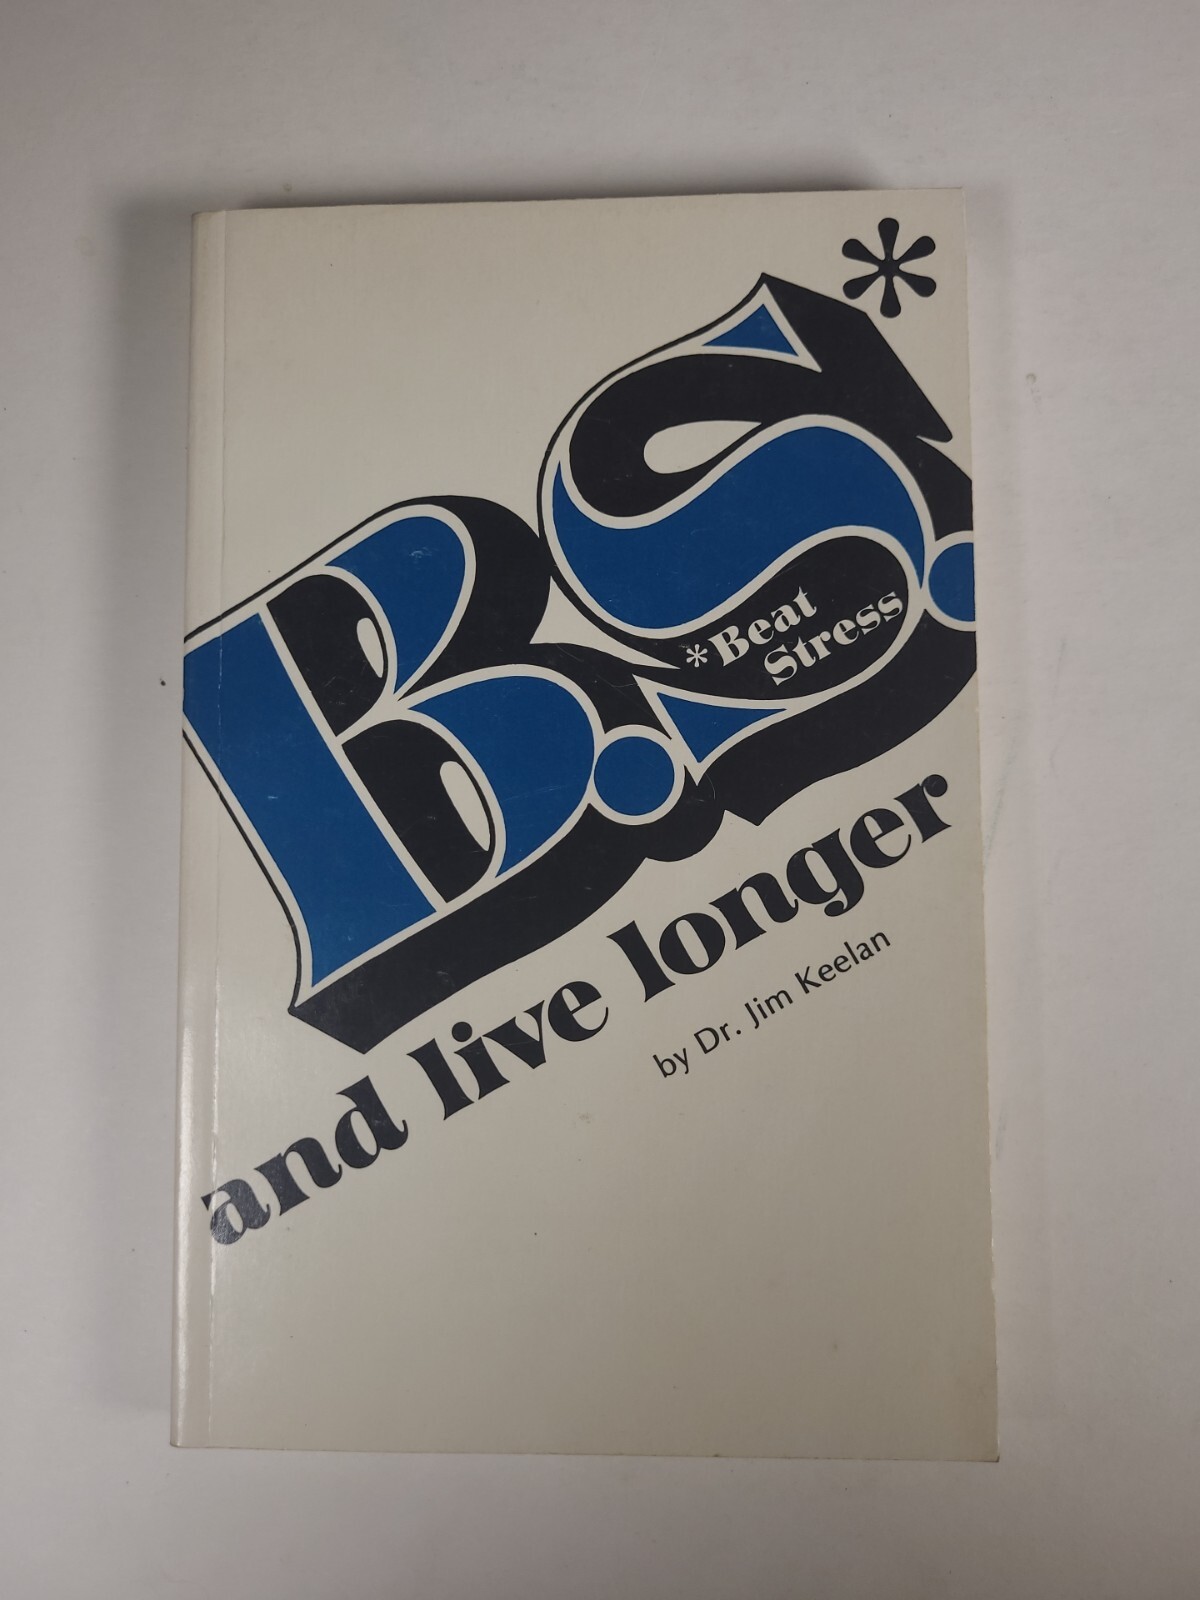 B.S.*
*Beat
Stress
and live longer
by Dr. Jim Keelan